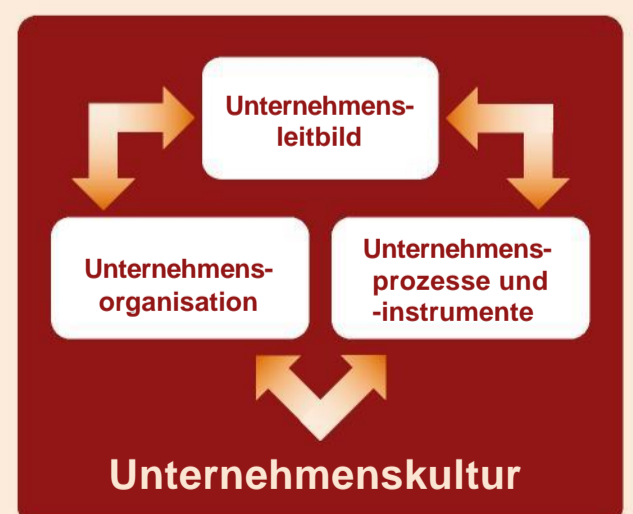 Unternehmens-
leitbild
Unternehmens-
organisation
Unternehmens-
prozesse und
-instrumente
Unternehmenskultur